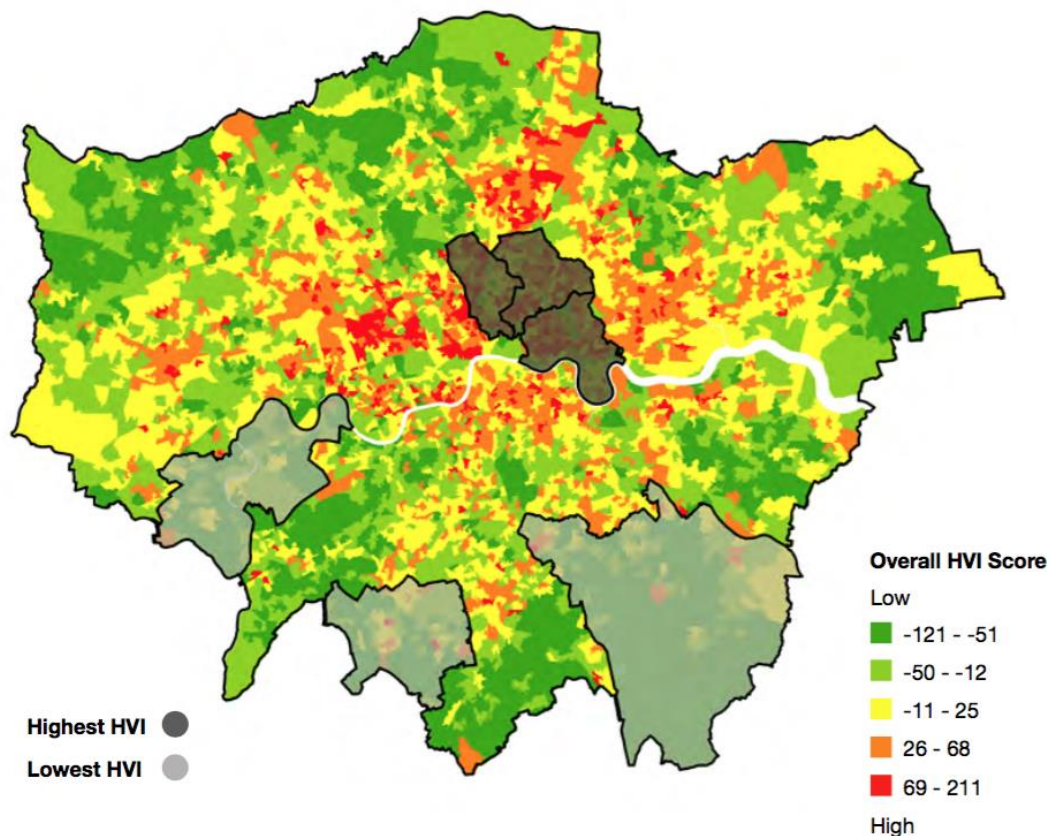 Overall HVI Score
Low
-121 - -51
-50 - -12
-11 - 25
26 - 68
69 - 211
High
Highest HVI
Lowest HVI